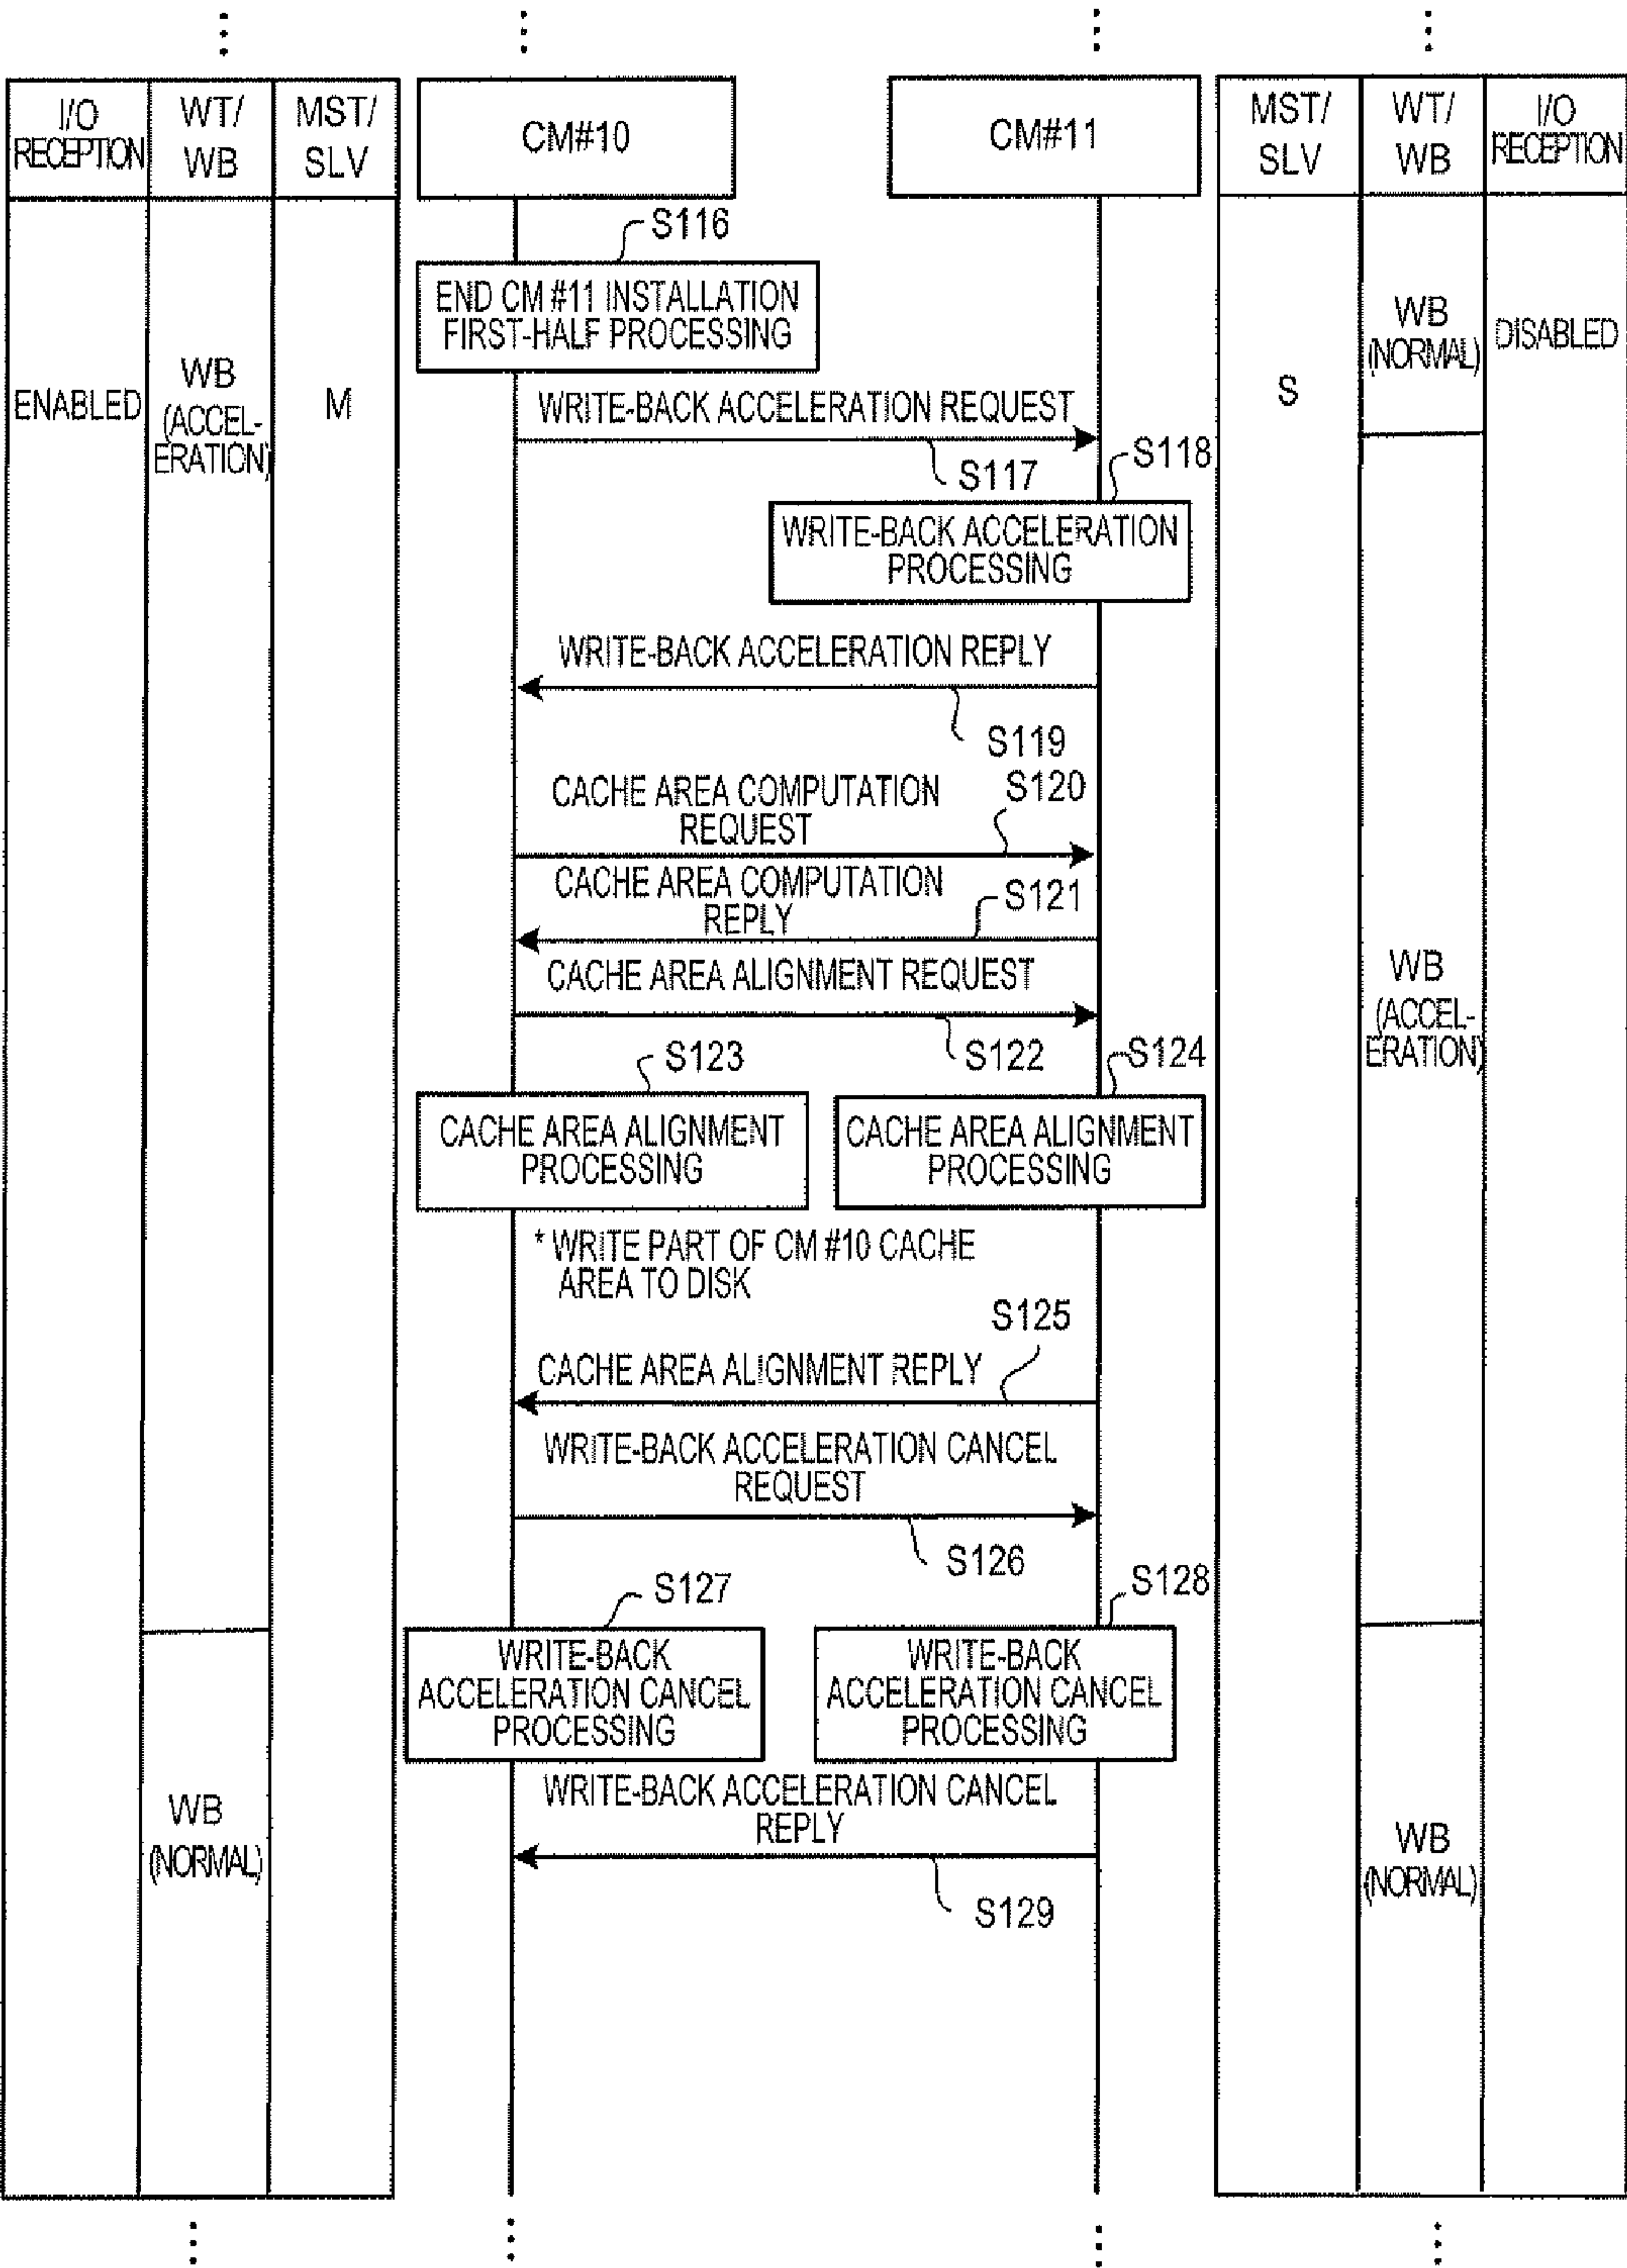 I/O
RECEPTION
WT/
WB
MST/
SLV
CM#10
CM#11
MST/
SLV
WT/
WB
I/O
RECEPTION
S116
END CM #11 INSTALLATION
FIRST-HALF PROCESSING
ENABLED
WB
(ACCEL-
ERATION)
M
S
WB
(NORMAL)
DISABLED
WRITE-BACK ACCELERATION REQUEST
S117
S118
WRITE-BACK ACCELERATION
PROCESSING
WRITE-BACK ACCELERATION REPLY
S119
CACHE AREA COMPUTATION
REQUEST
S120
CACHE AREA COMPUTATION
REPLY
S121
CACHE AREA ALIGNMENT REQUEST
S122
WB
(ACCEL-
ERATION)
S123
S124
CACHE AREA ALIGNMENT
PROCESSING
CACHE AREA ALIGNMENT
PROCESSING
* WRITE PART OF CM #10 CACHE
AREA TO DISK
S125
CACHE AREA ALIGNMENT REPLY
WRITE-BACK ACCELERATION CANCEL
REQUEST
S126
S127
S128
WRITE-BACK
ACCELERATION CANCEL
PROCESSING
WRITE-BACK
ACCELERATION CANCEL
PROCESSING
WRITE-BACK ACCELERATION CANCEL
REPLY
S129
WB
(NORMAL)
WB
(NORMAL)